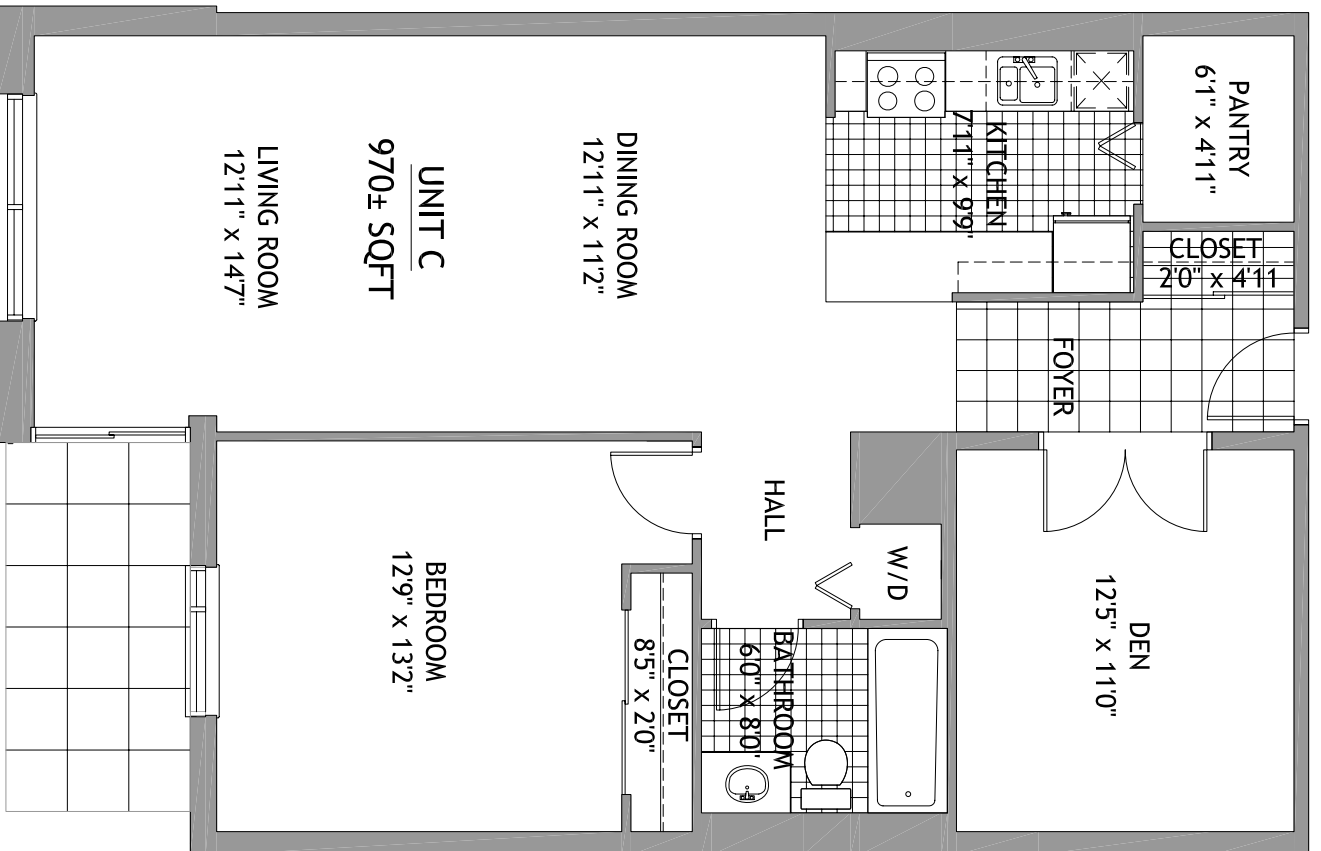 PANTRY
6'1" x 4'11"
KITCHEN
7'11" x 9'9"
CLOSET
2'0" x 4'11
DINING ROOM
12'11" x 11'2"
UNIT C
970± SQFT
LIVING ROOM
12'11" x 14'7"
FOYER
HALL
W/D
DEN
12'5" x 11'0"
BEDROOM
12'9" x 13'2"
CLOSET
8'5" x 2'0"
BATHROOM
6'0" x 8'0"